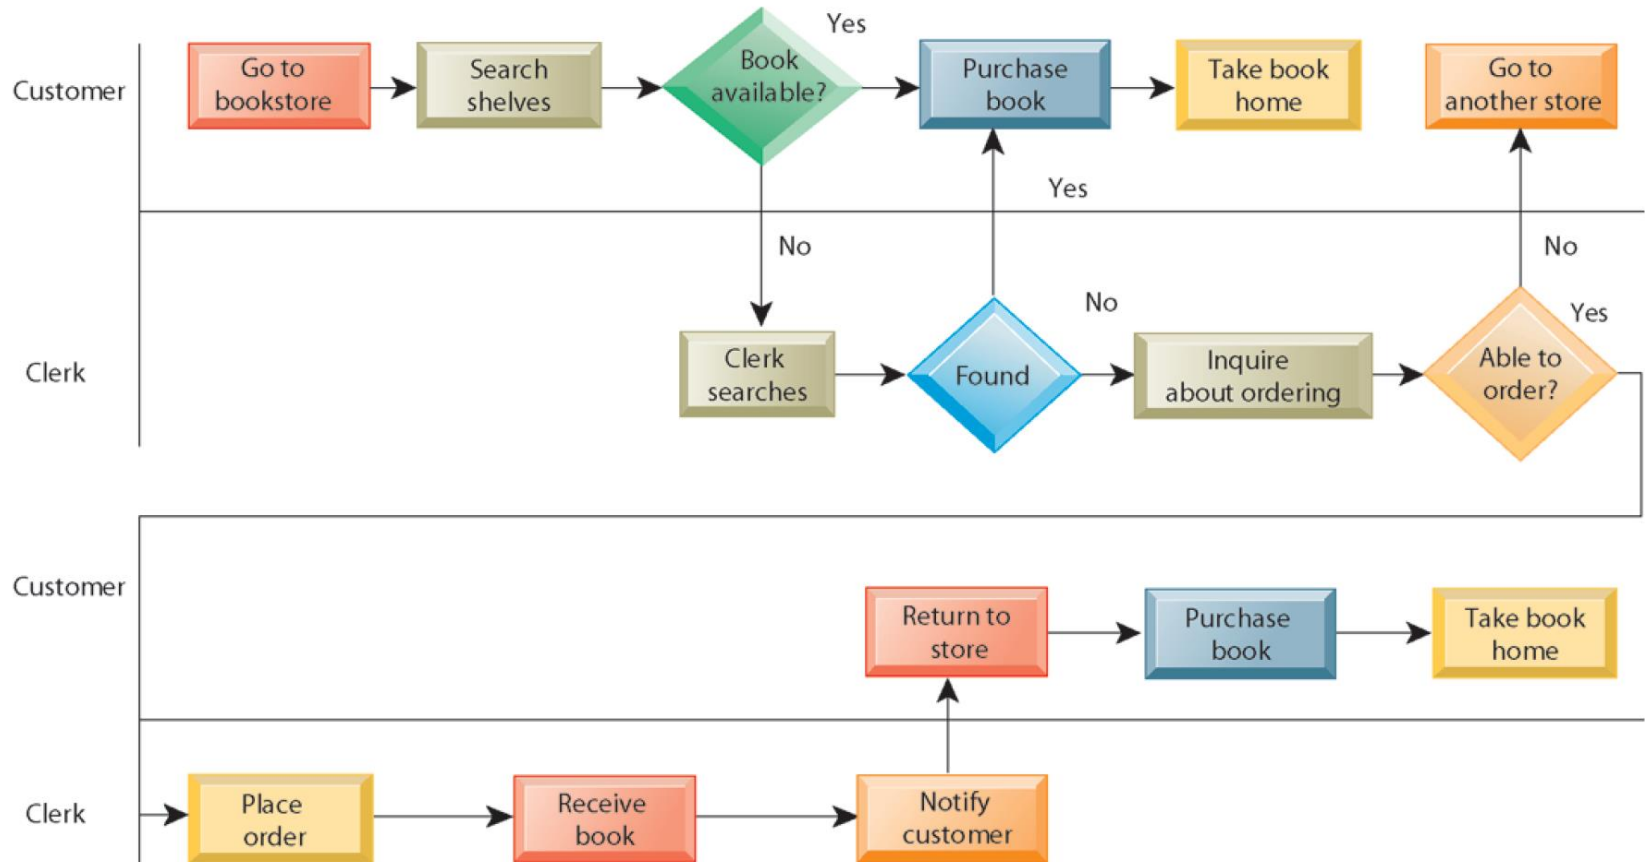 Yes
Customer
Go to
bookstore
Search
shelves
Book
available?
Purchase
book
Take book
home
Go to
another store
Yes
No
No
No
Yes
Clerk
Clerk
searches
Found
Inquire
about ordering
Able to
order?
Customer
Return to
store
Purchase
book
Take book
home
Clerk
Place
order
Receive
book
Notify
customer